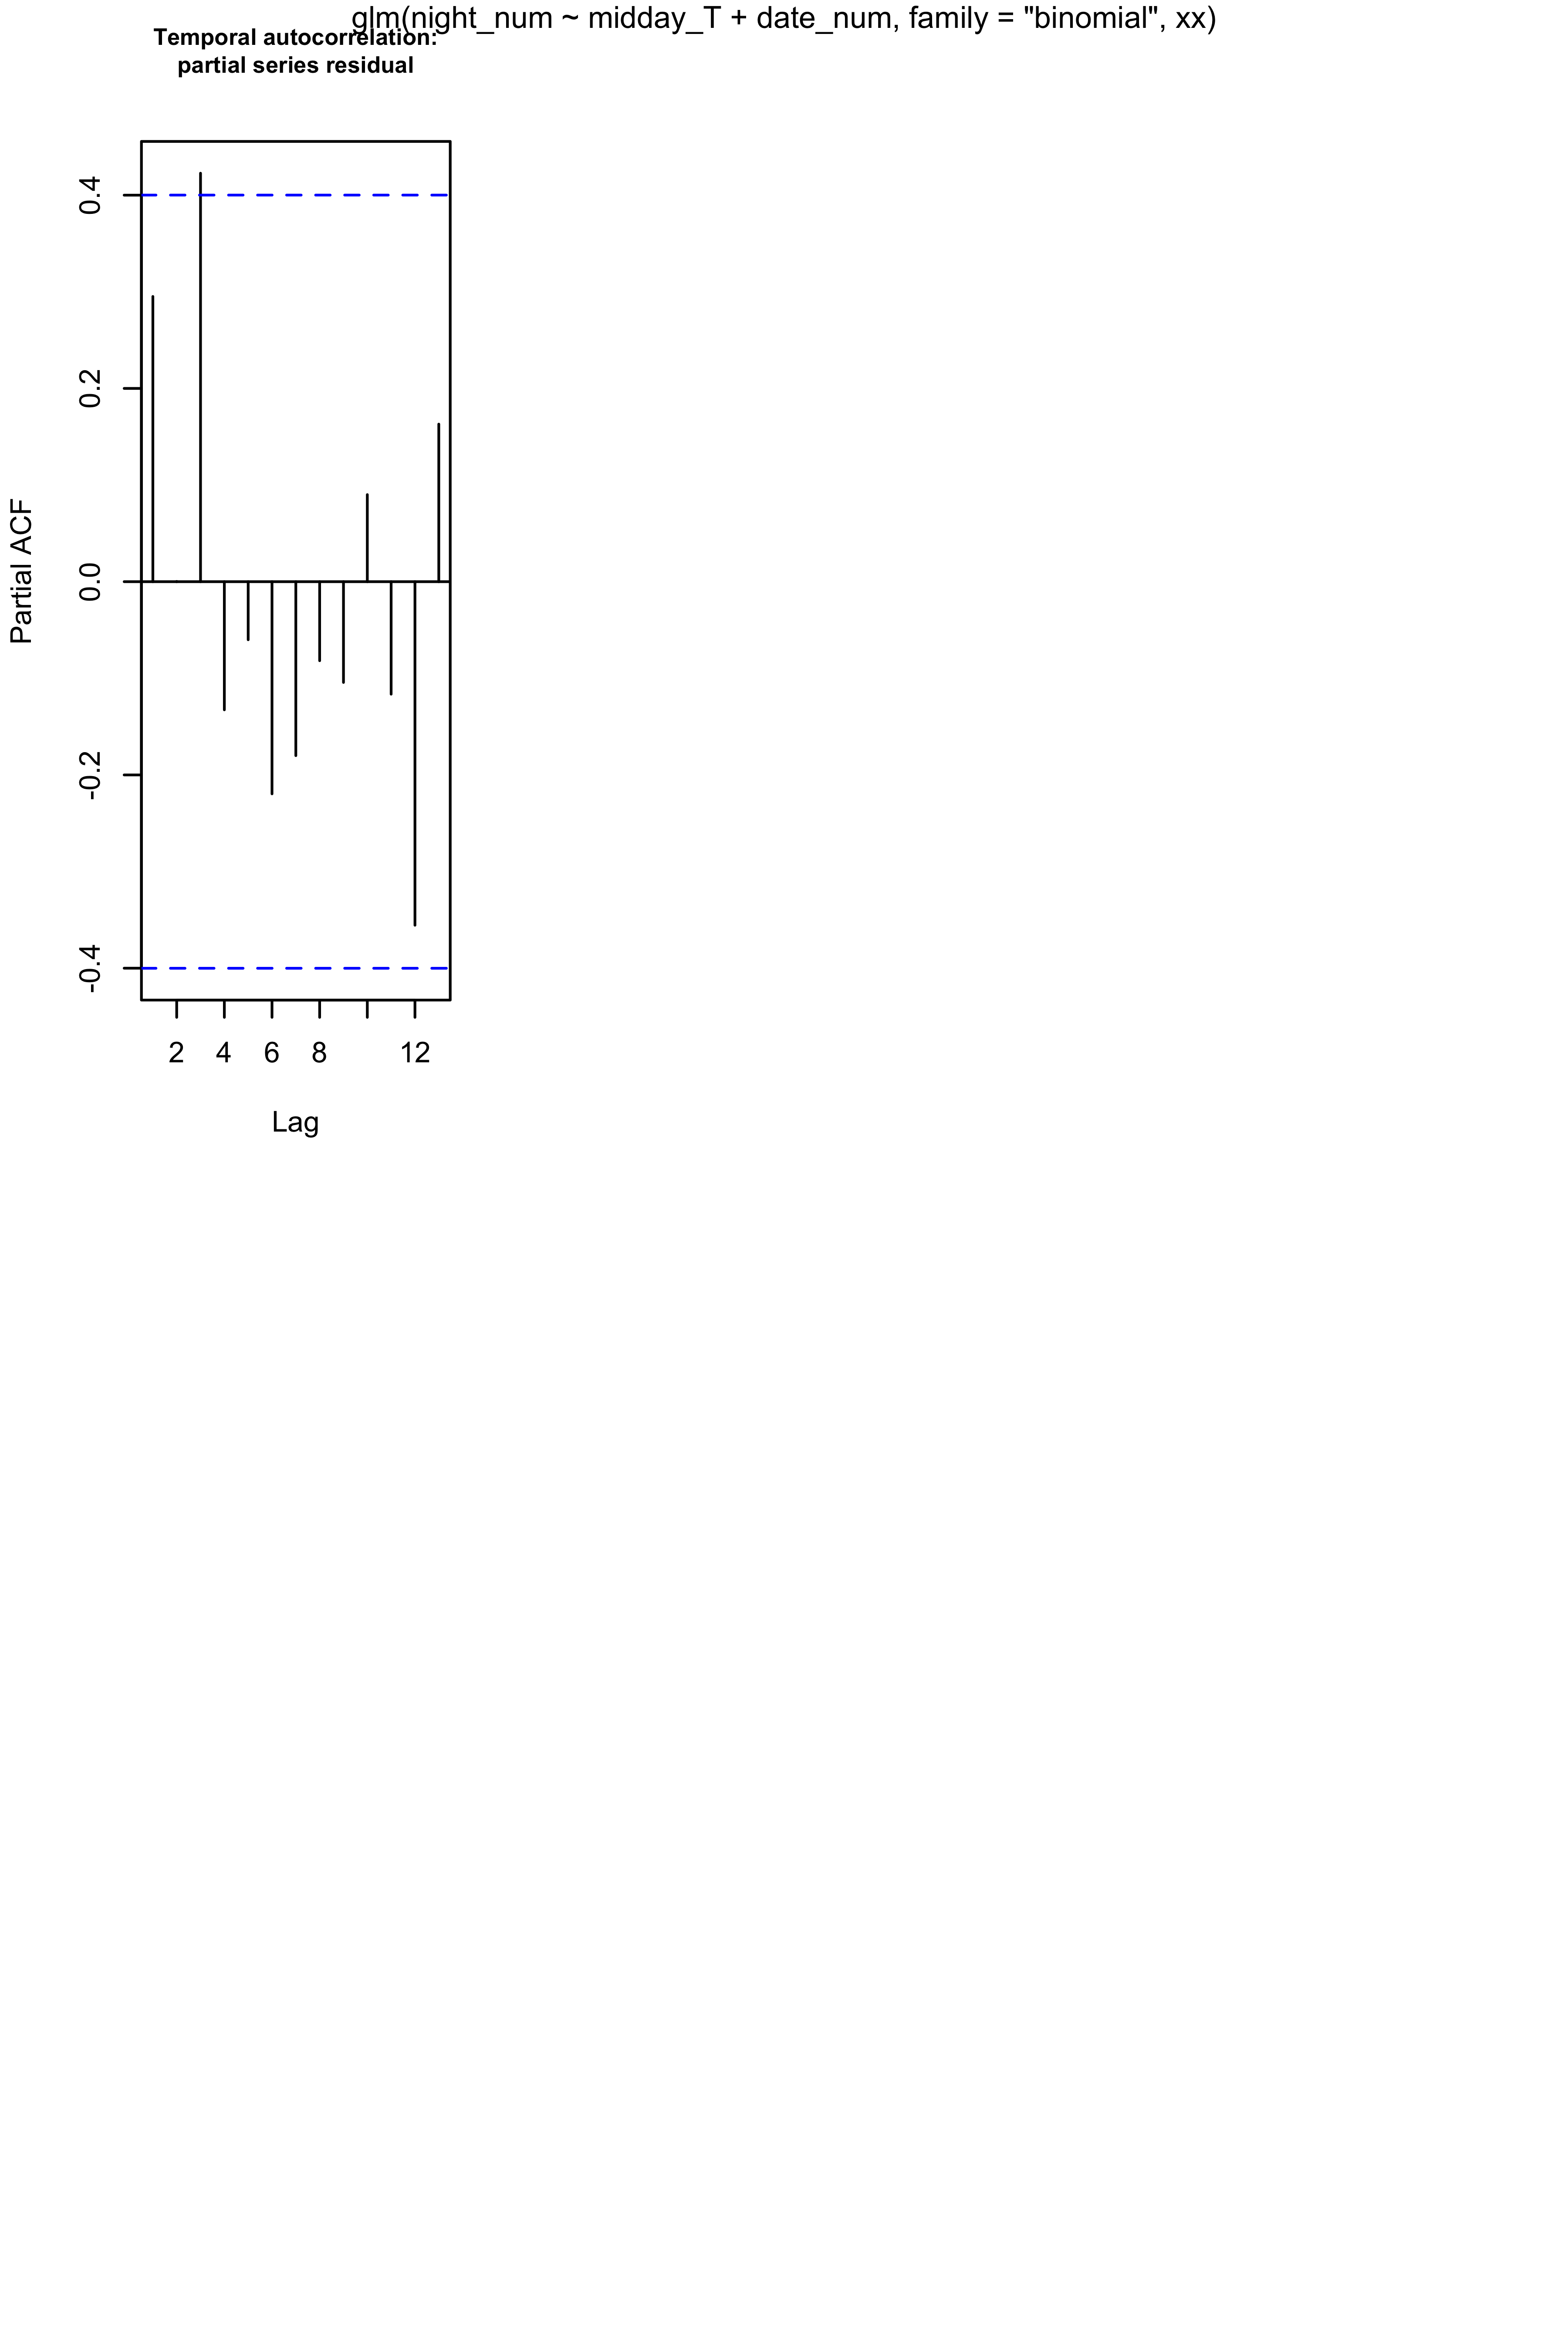 glm(night_num ~ midday_T + date_num, family = "binomial", xx)
Temporal autocorrelation:
partial series residual
Partial ACF
0.4
0.2
0.0
-0.2
-0.4
2 4 6 8 12
Lag